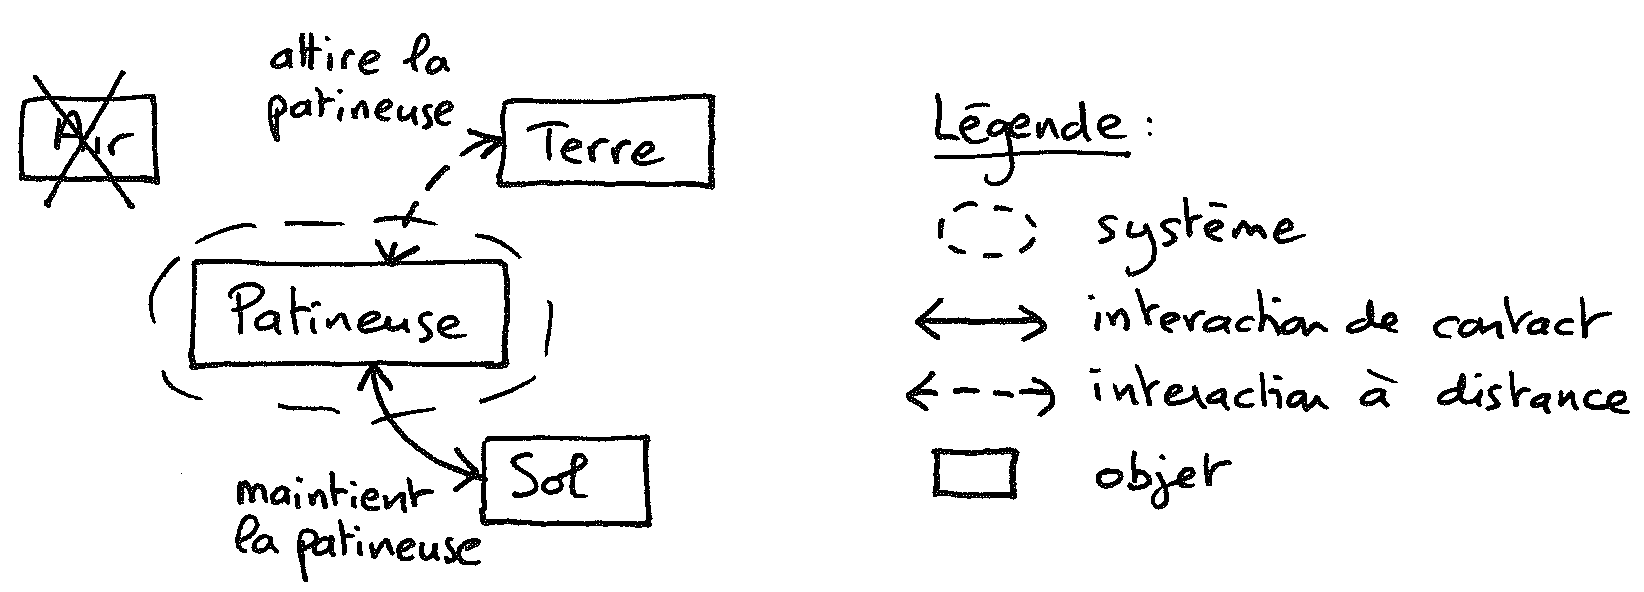 attire la
patineuse
Air
Terre
Patineuse
Sol
maintient
la patineuse
Légende :
système
interaction de contact
interaction à distance
objet